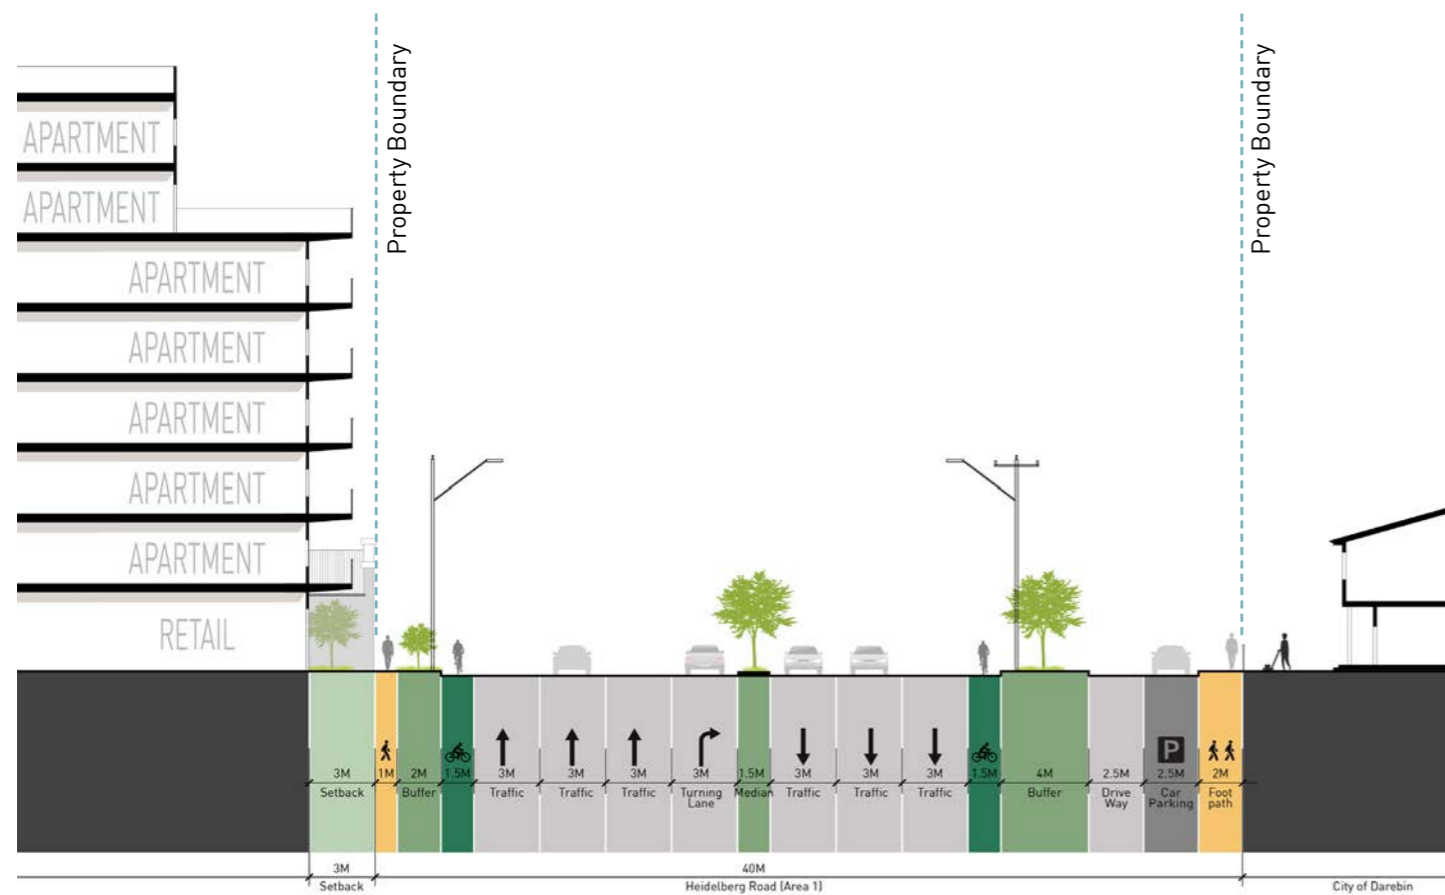 Property Boundary
Property Boundary
APARTMENT
APARTMENT
APARTMENT
APARTMENT
APARTMENT
APARTMENT
APARTMENT
RETAIL
P
3M
1M
2M
1.5M
3M
3M
3M
3M
1.5M
3M
3M
3M
1.5M
4M
2.5M
2.5M
2M
Setback
Buffer
Traffic
Traffic
Traffic
Turning
Lane
Median
Traffic
Traffic
Traffic
Buffer
Drive
Way
Car
Parking
Foot
path
3M
40M
Setback
Heidelberg Road (Area 1)
City of Darebin